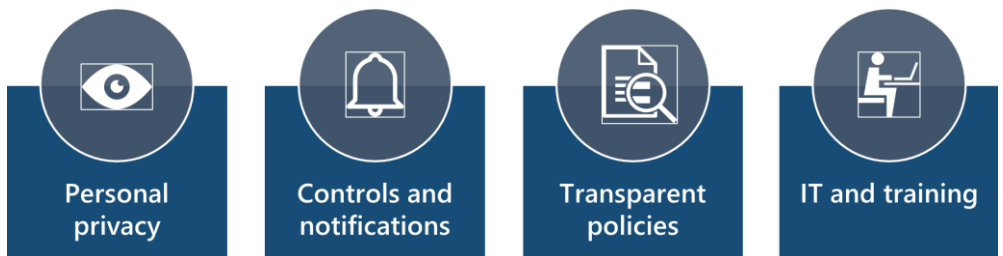 Personal
privacy
Controls and
notifications
Transparent
policies
IT and training